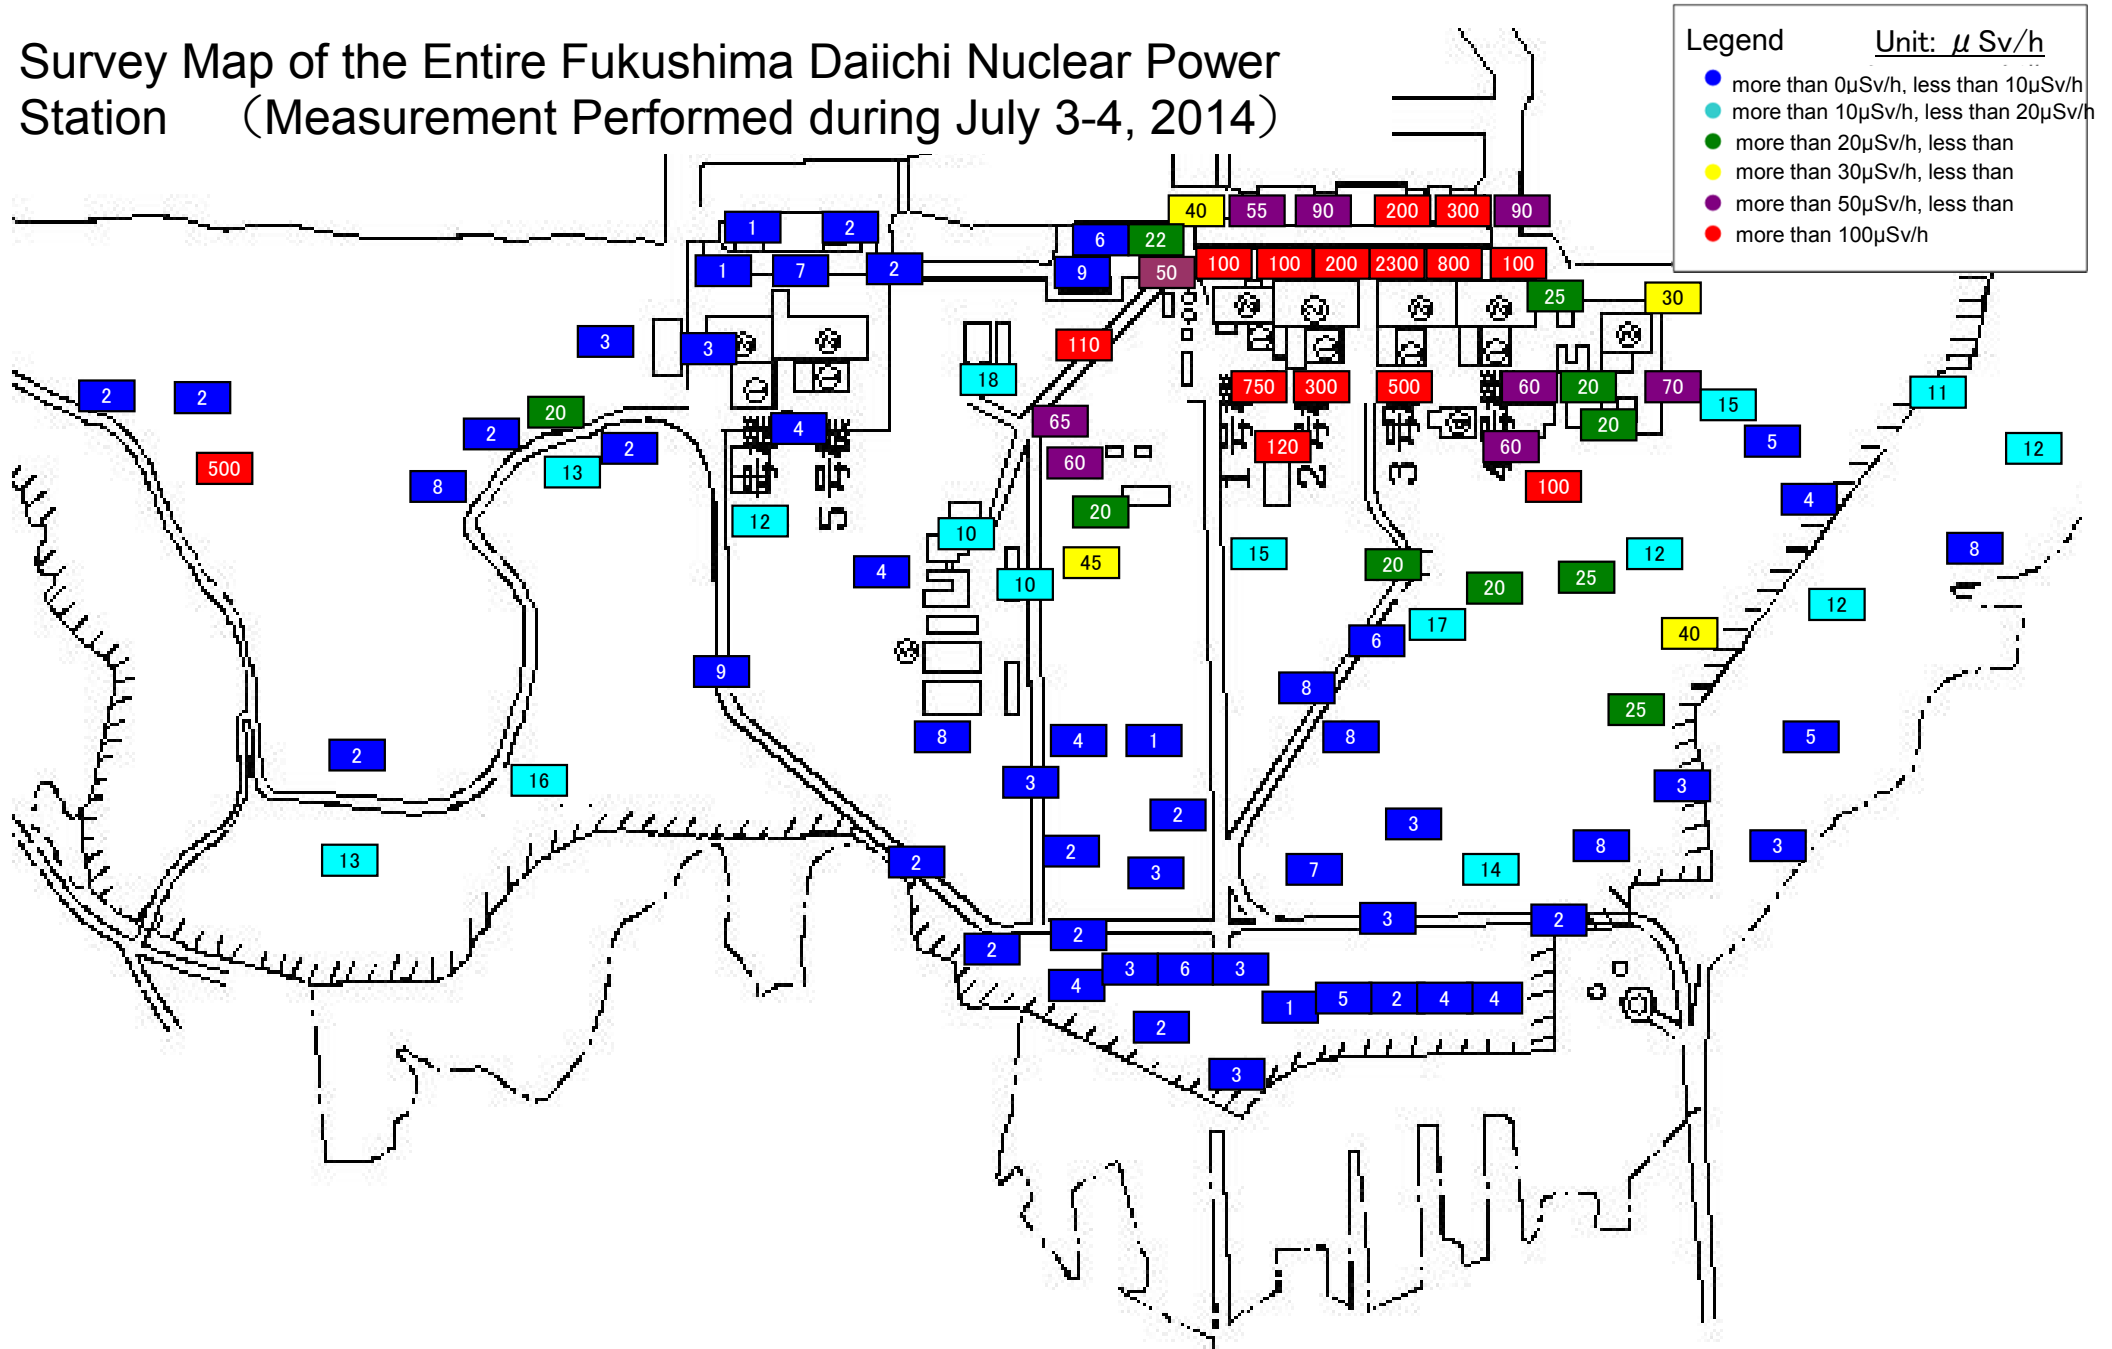 Survey Map of the Entire Fukushima Daiichi Nuclear Power
Station （Measurement Performed during July 3-4, 2014）
Legend Unit: μ Sv/h
more than 0μSv/h, less than 10μSv/h
more than 10μSv/h, less than 20μSv/h
more than 20μSv/h, less than
more than 30μSv/h, less than
more than 50μSv/h, less than
more than 100μSv/h
40 55 90 200 300 90
1 2 6 22
1 7 2 9 50 100 100 200 2300 800 100
25 30
3 3 110
18 750 300 500 60 20 70 15 11
2 2 20 65 20
2 4 2 120 60 5 12
500 13 60
8 100 4
12 20
10 4 45 15 20 12 8
10 20 25 12
17 40
6
9 8
25
8 4 1 8 5
2 16 3 3
2 3
13 2 2 3 7 14 8 3
3 2
2 2
4 3 6 3
1 5 2 4 4
2
3